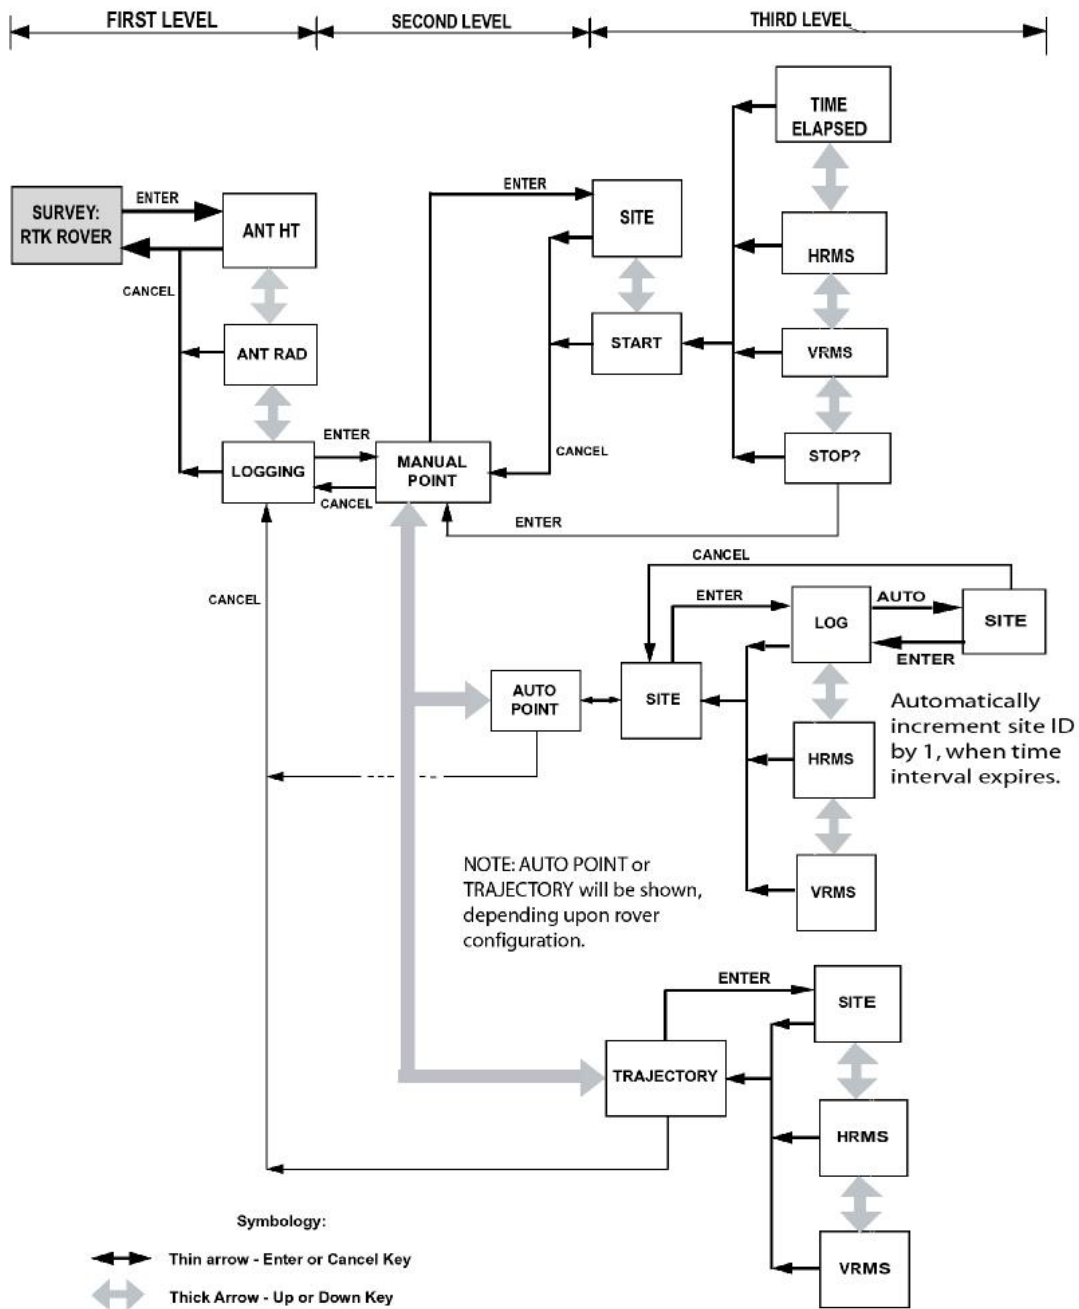 FIRST LEVEL
SECOND LEVEL
THIRD LEVEL
TIME
ELAPSED
ENTER
ENTER
SURVEY:
RTK ROVER
ANT HT
SITE
HRMS
CANCEL
ANT RAD
START
VRMS
ENTER
LOGGING
MANUAL
POINT
CANCEL
STOP?
CANCEL
ENTER
CANCEL
CANCEL
ENTER
AUTO
LOG
SITE
ENTER
AUTO
POINT
SITE
Automatically
increment site ID
by 1, when time
interval expires.
HRMS
NOTE: AUTO POINT or
TRAJECTORY will be shown,
depending upon rover
configuration.
VRMS
ENTER
SITE
TRAJECTORY
HRMS
VRMS
Symbology:
Thin arrow - Enter or Cancel Key
Thick Arrow - Up or Down Key